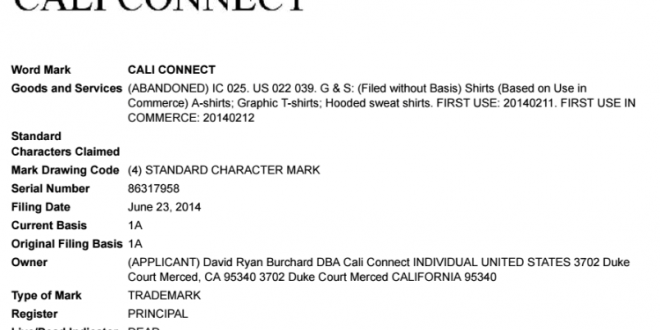 CALI CONNECT
Word Mark CALI CONNECT
Goods and Services (ABANDONED) IC 025. US 022 039. G & S: (Filed without Basis) Shirts (Based on Use in
Commerce) A-shirts; Graphic T-shirts; Hooded sweat shirts. FIRST USE: 20140211. FIRST USE IN
COMMERCE: 20140212
Standard
Characters Claimed
Mark Drawing Code (4) STANDARD CHARACTER MARK
Serial Number 86317958
Filing Date June 23, 2014
Current Basis 1A
Original Filing Basis 1A
Owner (APPLICANT) David Ryan Burchard DBA Cali Connect INDIVIDUAL UNITED STATES 3702 Duke
Court Merced, CA 95340 3702 Duke Court Merced CALIFORNIA 95340
Type of Mark TRADEMARK
Register PRINCIPAL
Live/Dead Indicator DEAD